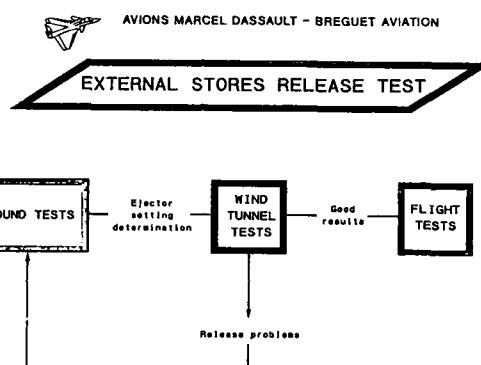 AVIONS MARCEL DASSAULT - BREGUET AVIATION
EXTERNAL STORES RELEASE TEST
OUND TESTS
Ejector
setting
determination
WIND
TUNNEL
TESTS
Good
results
FLIGHT
TESTS
Release problems